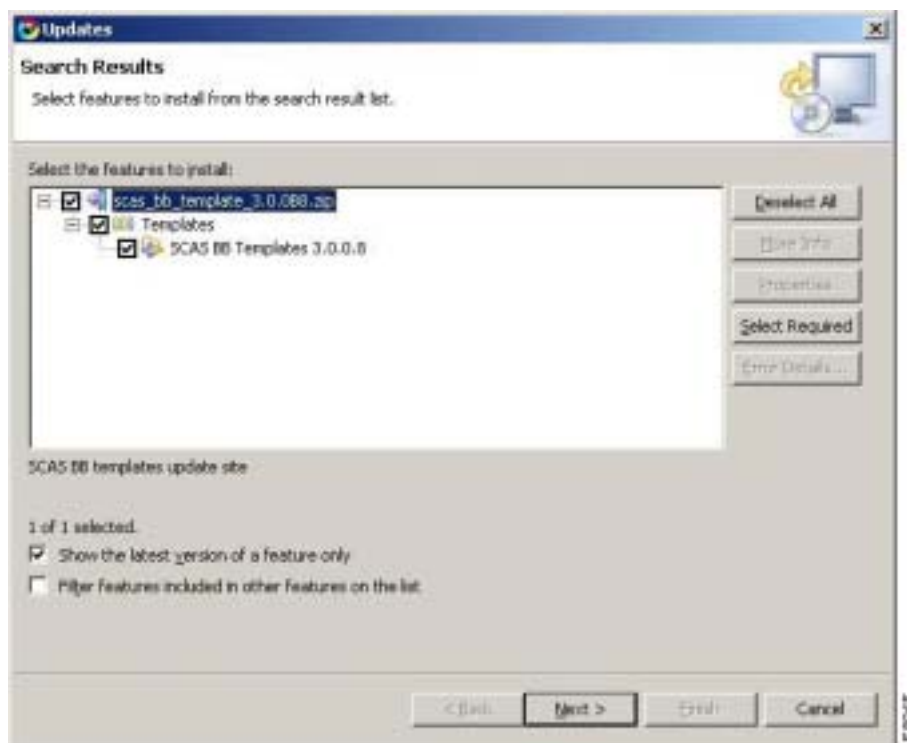 Updates
Search Results
Select features to install from the search result list.
Select the features to install:
scas_bb_template_3.0.0B8.zip
Templates
SCAS BB Templates 3.0.0.8
Deselect All
More Info
Properties
Select Required
Error Details...
SCAS BB templates update site
1 of 1 selected.
Show the latest version of a feature only
Filter features included in other features on the list
< Back
Next >
Finish
Cancel